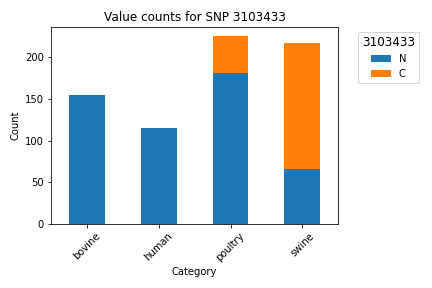 Value counts for SNP 3103433
3103433
N
C
Count
200
150
100
50
0
bovine
human
poultry
swine
Category